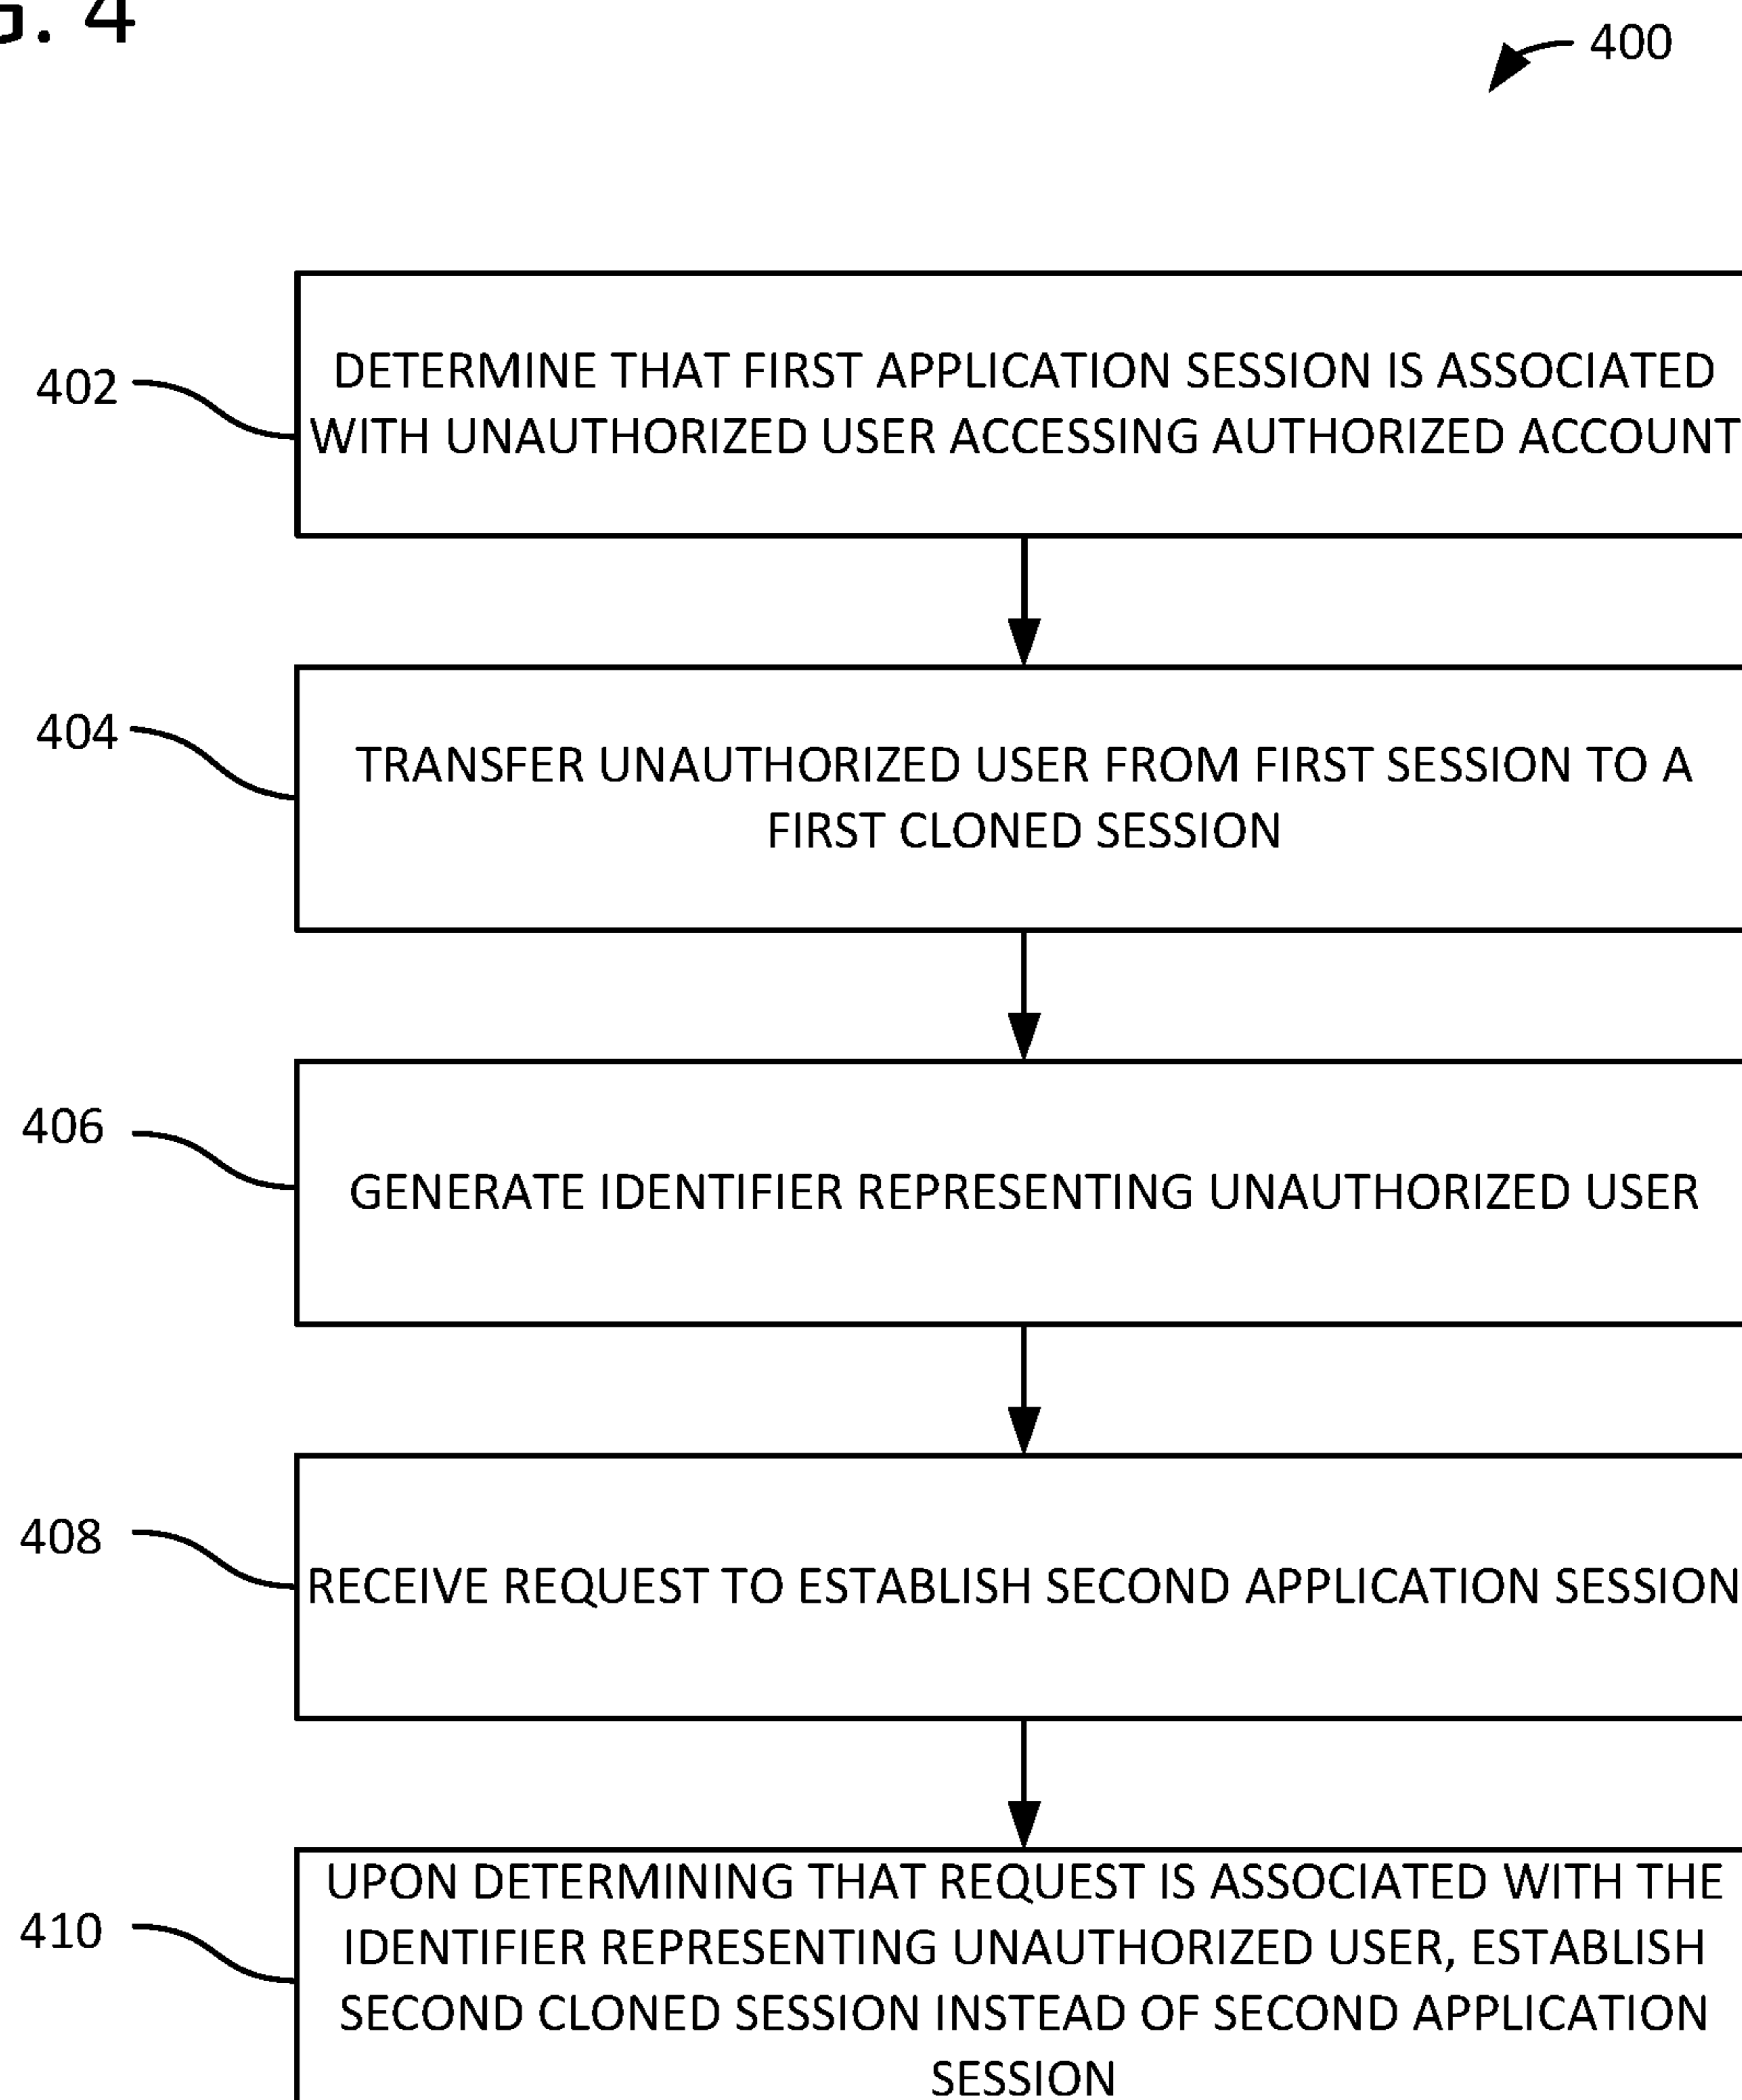 G. 4
400
402
DETERMINE THAT FIRST APPLICATION SESSION IS ASSOCIATED
WITH UNAUTHORIZED USER ACCESSING AUTHORIZED ACCOUNT
404
TRANSFER UNAUTHORIZED USER FROM FIRST SESSION TO A
FIRST CLONED SESSION
406
GENERATE IDENTIFIER REPRESENTING UNAUTHORIZED USER
408
RECEIVE REQUEST TO ESTABLISH SECOND APPLICATION SESSION
410
UPON DETERMINING THAT REQUEST IS ASSOCIATED WITH THE
IDENTIFIER REPRESENTING UNAUTHORIZED USER, ESTABLISH
SECOND CLONED SESSION INSTEAD OF SECOND APPLICATION
SESSION